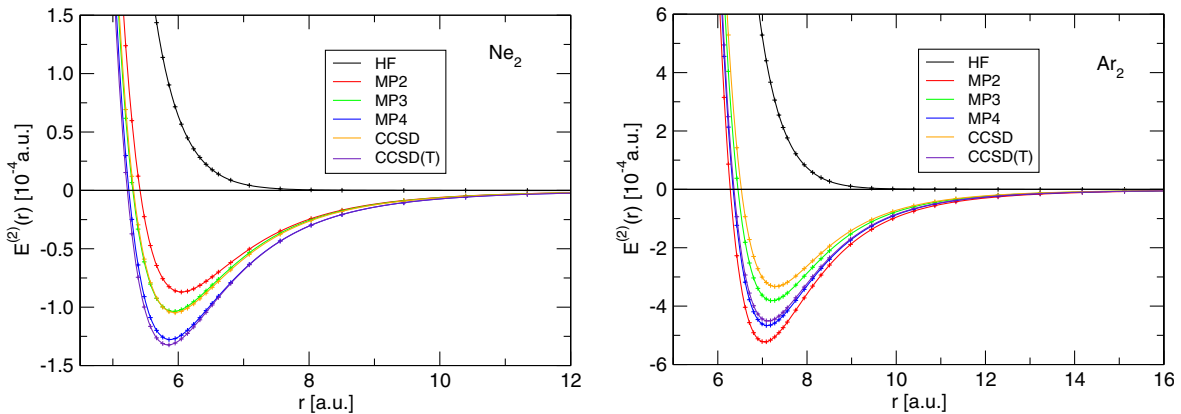 1.5
1.0
0.5
0
-0.5
-1.0
-1.5
E(2)(r) [10-4 a.u.]
6
8
10
12
r [a.u.]
Ne2
HF
MP2
MP3
MP4
CCSD
CCSD(T)
6
4
2
0
-2
-4
-6
E(2)(r) [10-4 a.u.]
6
8
10
12
14
16
r [a.u.]
Ar2
HF
MP2
MP3
MP4
CCSD
CCSD(T)